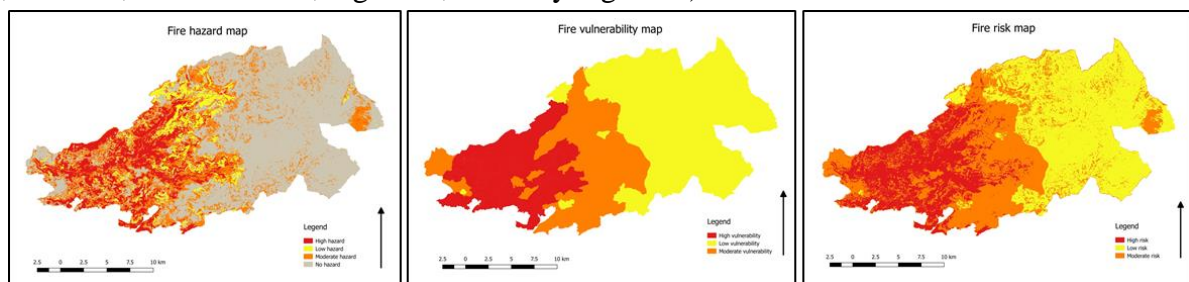 Fire hazard map
Legend
High hazard
Low hazard
Moderate hazard
No hazard
2.5 0 2.5 5 7.5 10 km
Fire vulnerability map
Legend
High vulnerability
Low vulnerability
Moderate vulnerability
2.5 0 2.5 5 7.5 10 km
Fire risk map
Legend
High risk
Low risk
Moderate risk
2.5 0 2.5 5 7.5 10 km